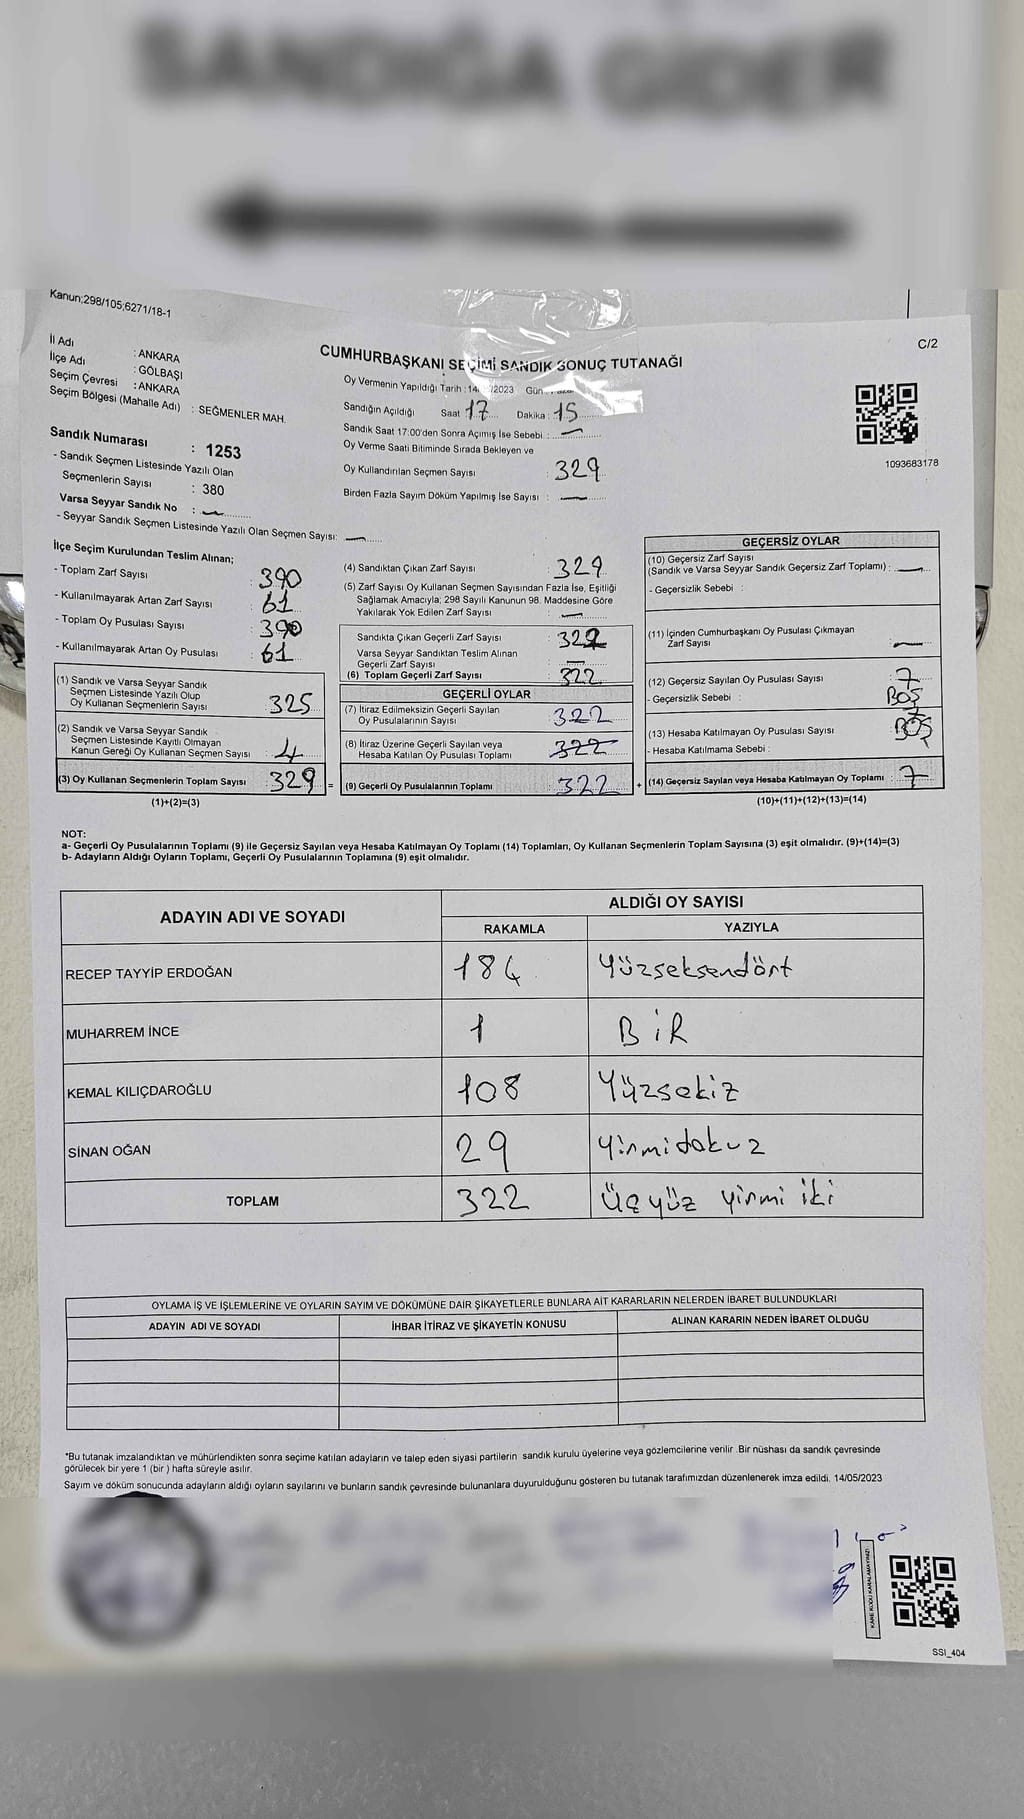 SANDIĞA GİDER
Kanun;298/105;6271/18-1
C/2
İl Adı : ANKARA
İlçe Adı : GÖLBAŞI
Seçim Çevresi : ANKARA
Seçim Bölgesi (Mahalle Adı) : SEĞMENLER MAH.
Sandık Numarası : 1253
- Sandık Seçmen Listesinde Yazılı Olan
Seçmenlerin Sayısı : 380
Varsa Seyyar Sandık No :
- Seyyar Sandık Seçmen Listesinde Yazılı Olan Seçmen Sayısı:
CUMHURBAŞKANI SEÇİMİ SANDIK SONUÇ TUTANAĞI
Oy Vermenin Yapıldığı Tarih : 14 2023 Gün
Sandığın Açıldığı Saat 17 Dakika : 15
Sandık Saat 17:00'den Sonra Açımış İse Sebebi :
Oy Verme Saati Bitiminde Sırada Bekleyen ve
Oy Kullandırılan Seçmen Sayısı : 329
Birden Fazla Sayım Döküm Yapılmış İse Sayısı :
1093683178
İlçe Seçim Kurulundan Teslim Alınan;
- Toplam Zarf Sayısı : 390
- Kullanılmayarak Artan Zarf Sayısı : 61
- Toplam Oy Pusulası Sayısı : 390
- Kullanılmayarak Artan Oy Pusulası : 61
(1) Sandık ve Varsa Seyyar Sandık
Seçmen Listesinde Yazılı Olup
Oy Kullanan Seçmenlerin Sayısı : 325
(2) Sandık ve Varsa Seyyar Sandık
Seçmen Listesinde Kayıtlı Olmayan
Kanun Gereği Oy Kullanan Seçmen Sayısı : 4
(3) Oy Kullanan Seçmenlerin Toplam Sayısı : 329 =
(1)+(2)=(3)
(4) Sandıktan Çıkan Zarf Sayısı : 329
(5) Zarf Sayısı Oy Kullanan Seçmen Sayısından Fazla İse, Eşitliği
Sağlamak Amacıyla; 298 Sayılı Kanunun 98. Maddesine Göre
Yakılarak Yok Edilen Zarf Sayısı :
Sandıkta Çıkan Geçerli Zarf Sayısı : 322
Varsa Seyyar Sandıktan Teslim Alınan
Geçerli Zarf Sayısı :
(6) Toplam Geçerli Zarf Sayısı : 322
GEÇERLİ OYLAR
(7) İtiraz Edilmeksizin Geçerli Sayılan
Oy Pusulalarının Sayısı : 322
(8) İtiraz Üzerine Geçerli Sayılan veya
Hesaba Katılan Oy Pusulası Toplamı : 322
(9) Geçerli Oy Pusulalarının Toplamı : 322 +
GEÇERSİZ OYLAR
(10) Geçersiz Zarf Sayısı
(Sandık ve Varsa Seyyar Sandık Geçersiz Zarf Toplamı) :
- Geçersizlik Sebebi :
(11) İçinden Cumhurbaşkanı Oy Pusulası Çıkmayan
Zarf Sayısı :
(12) Geçersiz Sayılan Oy Pusulası Sayısı : 7
- Geçersizlik Sebebi : BOŞ
(13) Hesaba Katılmayan Oy Pusulası Sayısı : 7
- Hesaba Katılmama Sebebi : BOŞ
(14) Geçersiz Sayılan veya Hesaba Katılmayan Oy Toplamı : 7
(10)+(11)+(12)+(13)=(14)
NOT:
a- Geçerli Oy Pusulalarının Toplamı (9) ile Geçersiz Sayılan veya Hesaba Katılmayan Oy Toplamı (14) Toplamları, Oy Kullanan Seçmenlerin Toplam Sayısına (3) eşit olmalıdır. (9)+(14)=(3)
b- Adayların Aldığı Oyların Toplamı, Geçerli Oy Pusulalarının Toplamına (9) eşit olmalıdır.
ADAYIN ADI VE SOYADI ALDIĞI OY SAYISI
RAKAMLA YAZIYLA
RECEP TAYYİP ERDOĞAN 184 Yüzseksendört
MUHARREM İNCE 1 BİR
KEMAL KILIÇDAROĞLU 108 Yüzsekiz
SİNAN OĞAN 29 Yirmidokuz
TOPLAM 322 Üçyüz yirmi iki
OYLAMA İŞ VE İŞLEMLERİNE VE OYLARIN SAYIM VE DÖKÜMÜNE DAİR ŞİKAYETLERLE BUNLARA AİT KARARLARIN NELERDEN İBARET BULUNDUKLARI
ADAYIN ADI VE SOYADI İHBAR İTİRAZ VE ŞİKAYETİN KONUSU ALINAN KARARIN NEDEN İBARET OLDUĞU
*Bu tutanak imzalandıktan ve mühürlendikten sonra seçime katılan adayların ve talep eden siyasi partilerin sandık kurulu üyelerine veya gözlemcilerine verilir .Bir nüshası da sandık çevresinde
görülecek bir yere 1 (bir ) hafta süreyle asılır.
Sayım ve döküm sonucunda adayların aldığı oyların sayılarını ve bunların sandık çevresinde bulunanlara duyurulduğunu gösteren bu tutanak tarafımızdan düzenlenerek imza edildi. 14/05/2023
KARE KODU KARALAMAYINIZ!
SSI_404